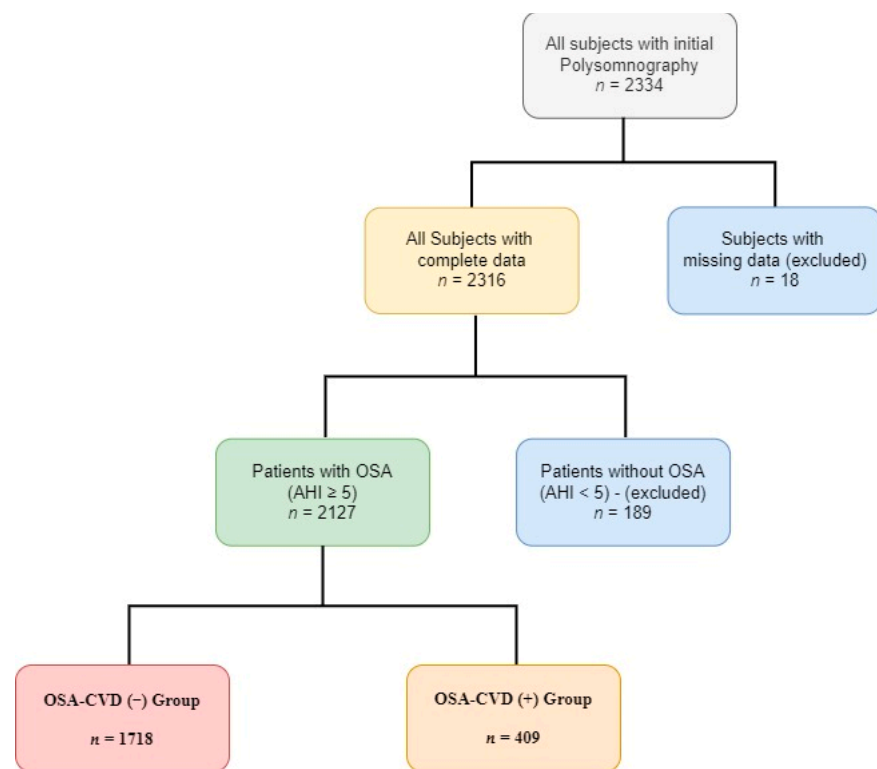 All subjects with initial
Polysomnography
n = 2334
All Subjects with
complete data
n = 2316
Subjects with
missing data (excluded)
n = 18
Patients with OSA
(AHI ≥ 5)
n = 2127
Patients without OSA
(AHI < 5) - (excluded)
n = 189
OSA-CVD (−) Group
n = 1718
OSA-CVD (+) Group
n = 409